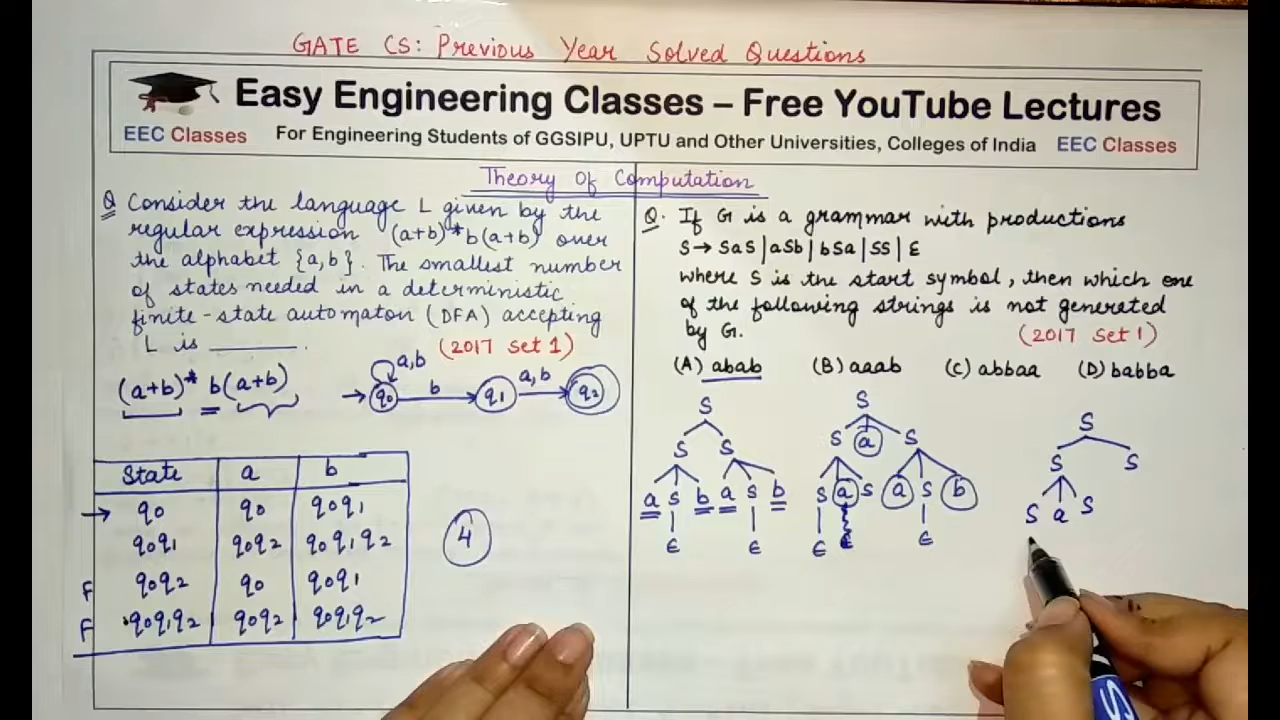 GATE CS: Previous Year Solved Questions
Easy Engineering Classes – Free YouTube Lectures
EEC Classes For Engineering Students of GGSIPU, UPTU and Other Universities, Colleges of India EEC Classes
Theory Of Computation
Q Consider the language L given by the
regular expression (a+b)*b(a+b) over
the alphabet {a,b}. The smallest number
of states needed in a deterministic
finite-state automaton (DFA) accepting
L is ______.
(2017 Set 1)
(a+b)* b(a+b)
a,b
→ q0 b q1 a,b q2
State a b
→ q0 q0 q0q1
q0q1 q0q2 q0q1q2
F q0q2 q0 q0q1
F q0q1q2 q0q2 q0q1q2
4
Q. If G is a grammar with productions
S→ SaS|aSb|bSa|SS|ε
where S is the start symbol, then which one
of the following strings is not generated
by G.
(2017 Set 1)
(A) abab (B) aaab (C) abbaa (D) babba
S
S S
a S b a S b
ε ε
S
S a S
S a S a S b
ε ε
S
S S
S a S